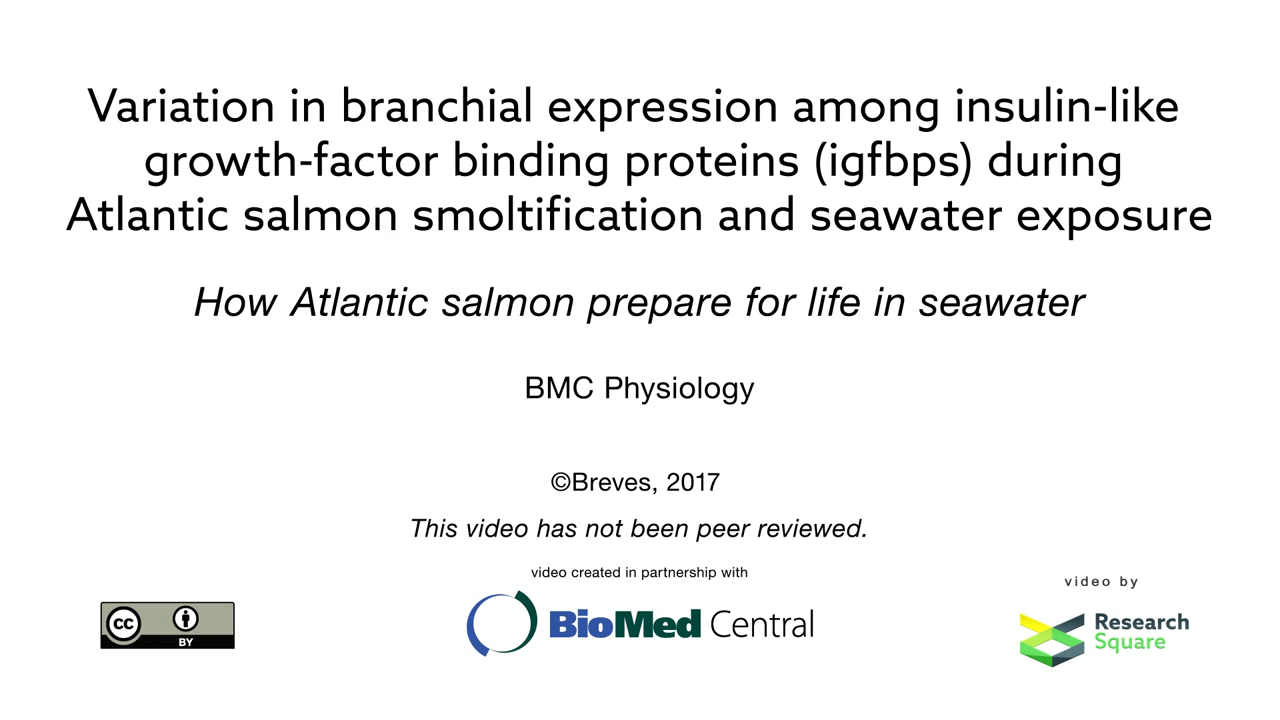 Variation in branchial expression among insulin-like
growth-factor binding proteins (igfbps) during
Atlantic salmon smoltification and seawater exposure
How Atlantic salmon prepare for life in seawater
BMC Physiology
©Breves, 2017
This video has not been peer reviewed.
video created in partnership with
BioMed Central
cc BY
video by
Research
Square